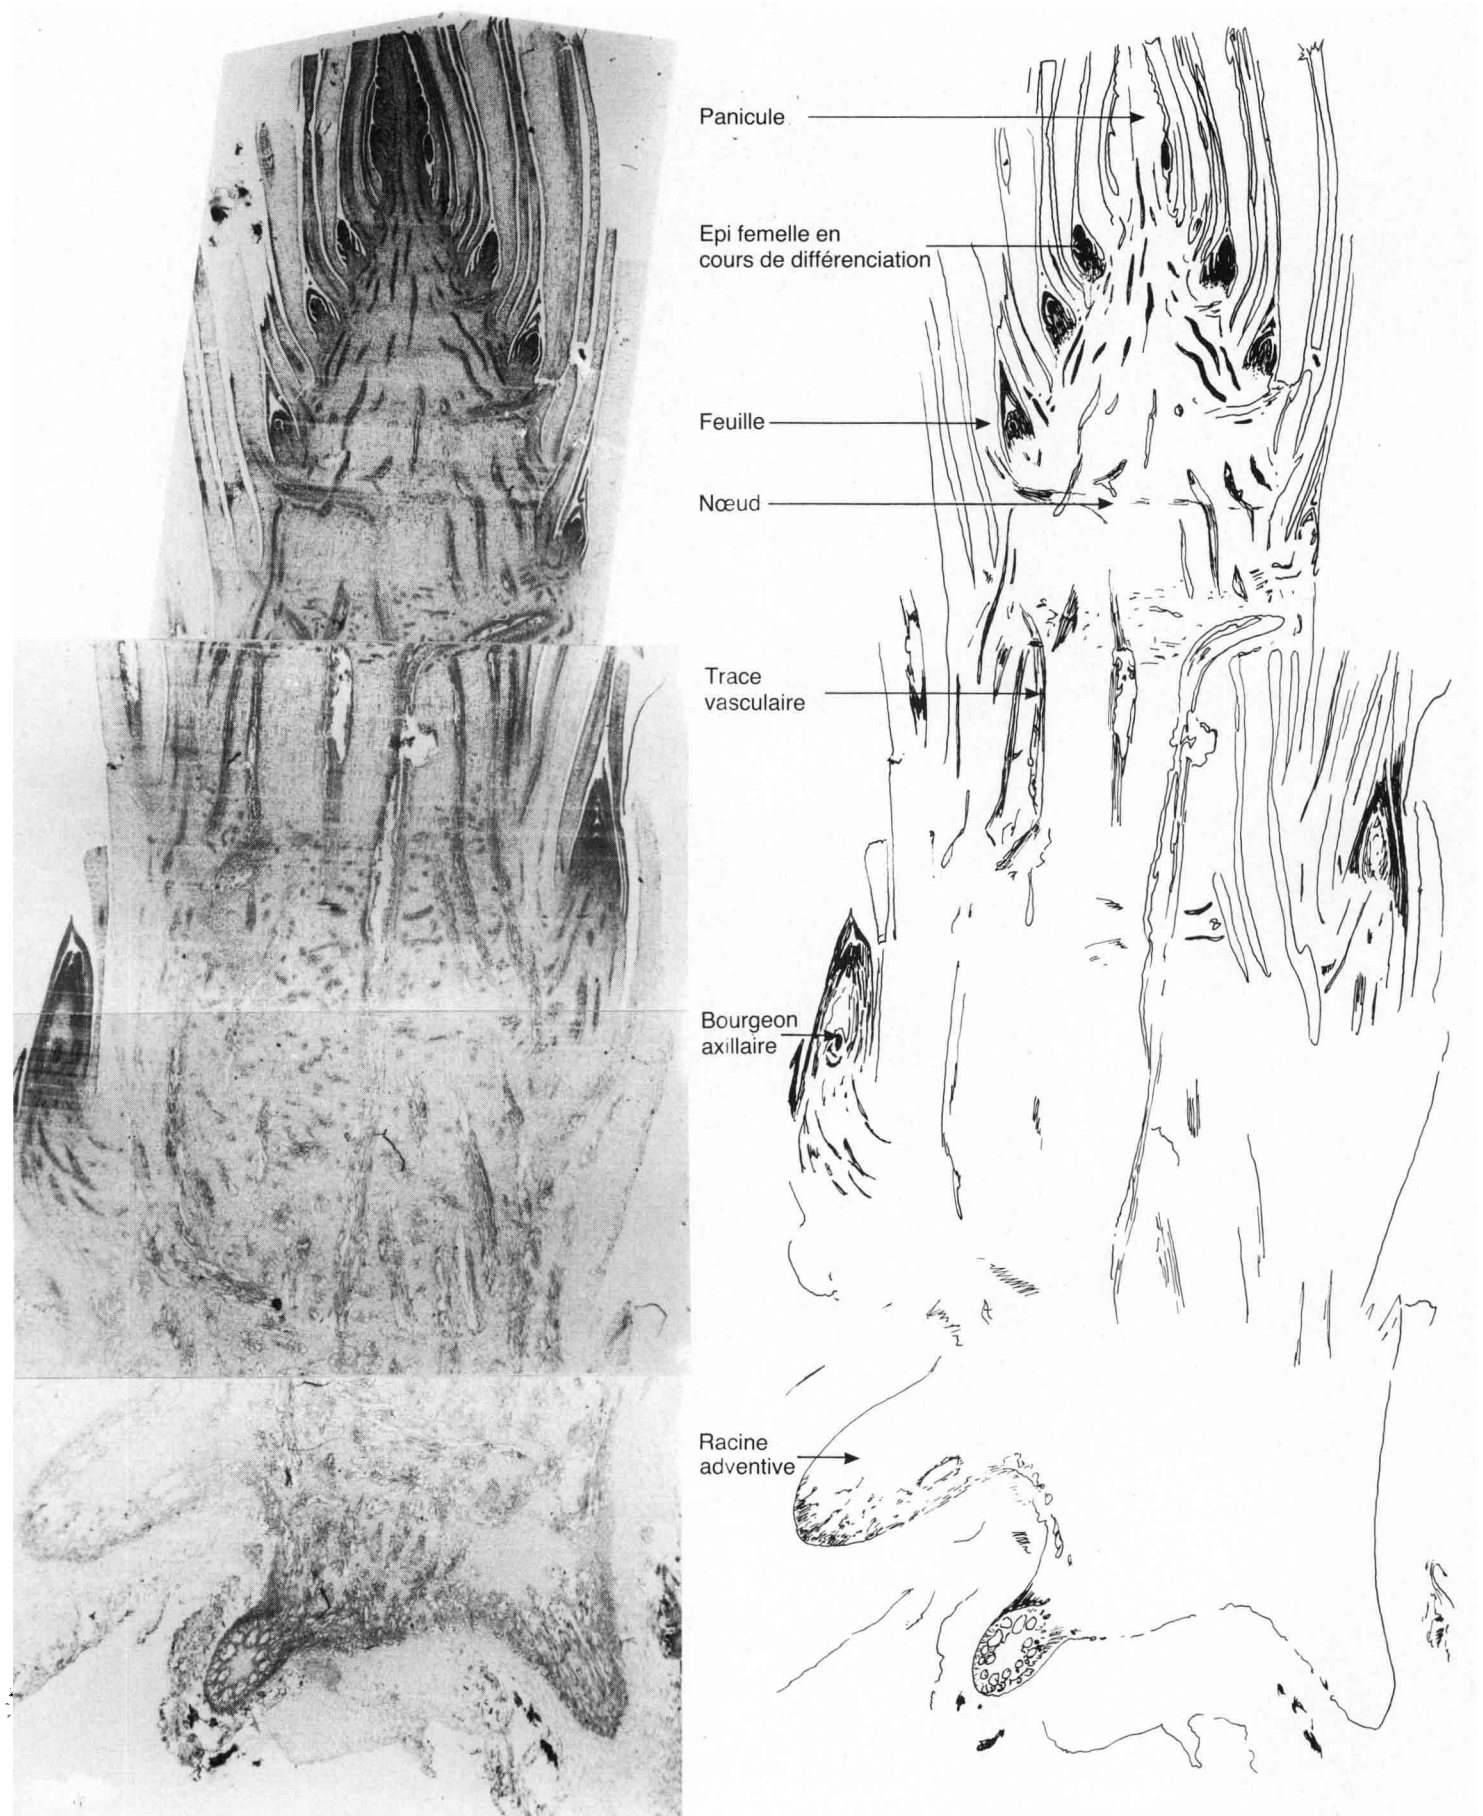 Panicule
Epi femelle en
cours de différenciation
Feuille
Nœud
Trace
vasculaire
Bourgeon
axillaire
Racine
adventive